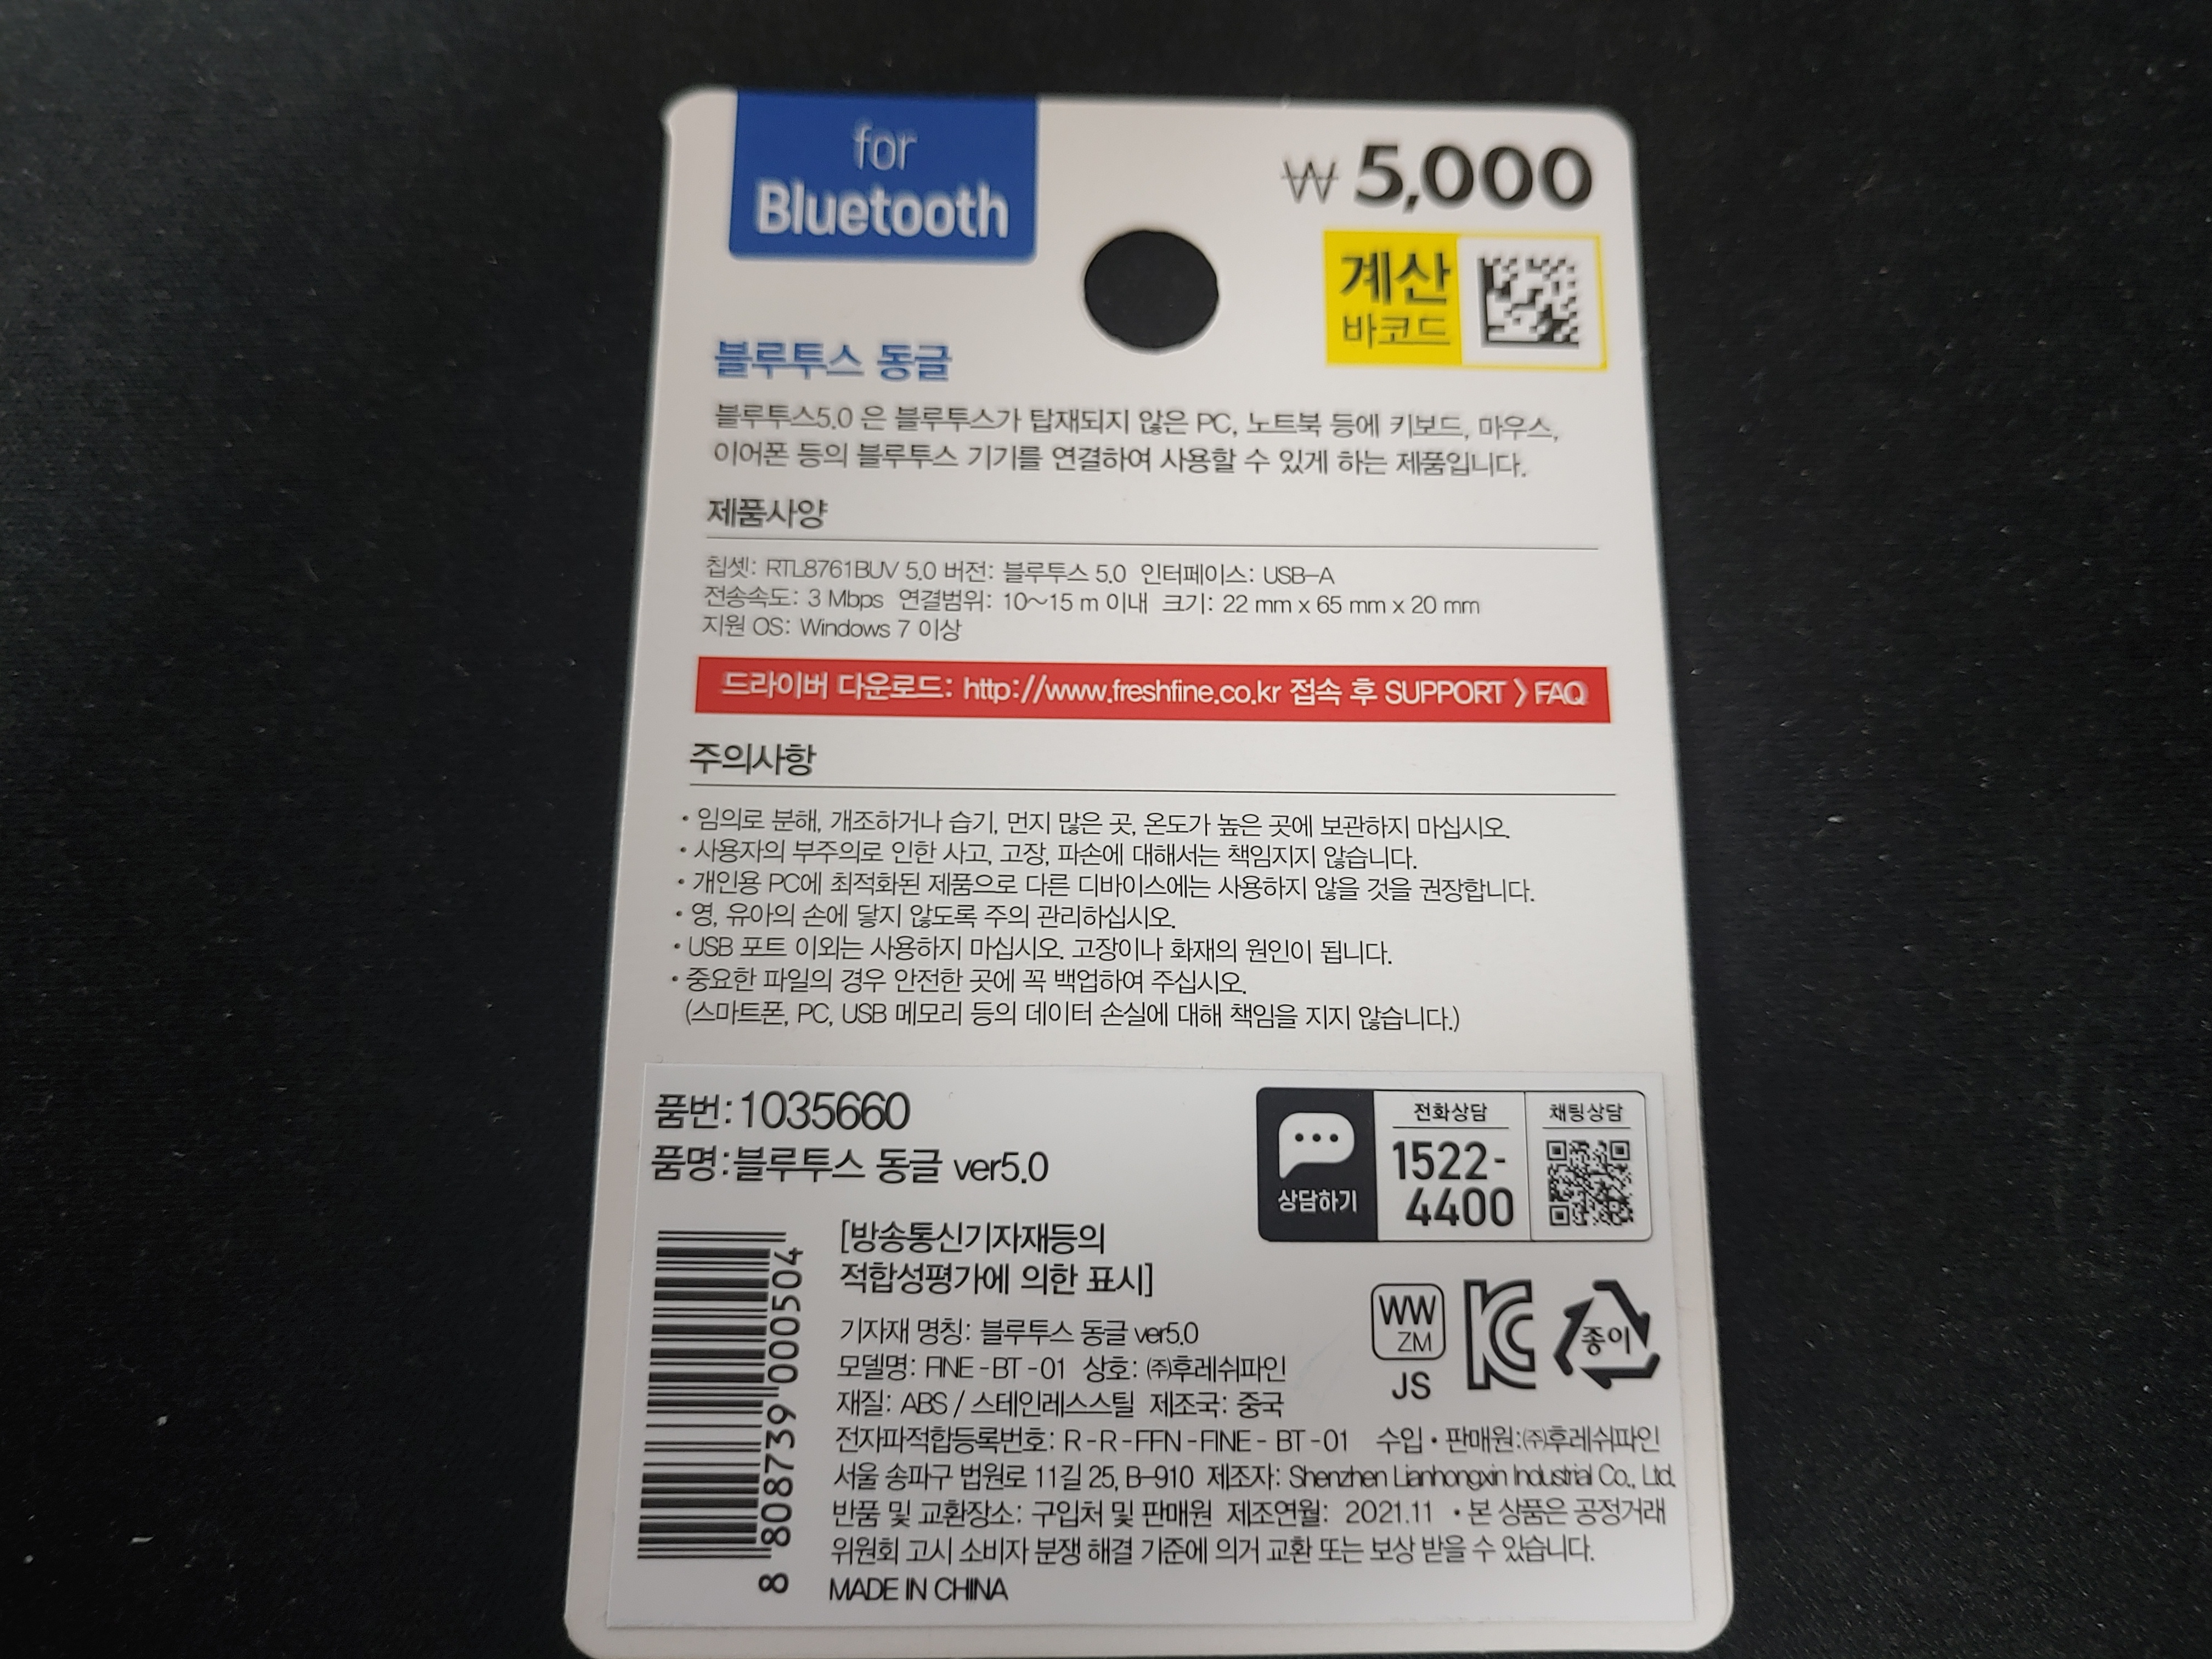 for
Bluetooth
₩ 5,000
계산
바코드
블루투스 동글
블루투스5.0 은 블루투스가 탑재되지 않은 PC, 노트북 등에 키보드, 마우스,
이어폰 등의 블루투스 기기를 연결하여 사용할 수 있게 하는 제품입니다.
제품사양
칩셋: RTL8761BUV 5.0 버전: 블루투스 5.0 인터페이스: USB-A
전송속도: 3 Mbps 연결범위: 10~15 m 이내 크기: 22 mm x 65 mm x 20 mm
지원 OS: Windows 7 이상
드라이버 다운로드: http://www.freshfine.co.kr 접속 후 SUPPORT > FAQ
주의사항
• 임의로 분해, 개조하거나 습기, 먼지 많은 곳, 온도가 높은 곳에 보관하지 마십시오.
• 사용자의 부주의로 인한 사고, 고장, 파손에 대해서는 책임지지 않습니다.
• 개인용 PC에 최적화된 제품으로 다른 디바이스에는 사용하지 않을 것을 권장합니다.
• 영, 유아의 손에 닿지 않도록 주의 관리하십시오.
• USB 포트 이외는 사용하지 마십시오. 고장이나 화재의 원인이 됩니다.
• 중요한 파일의 경우 안전한 곳에 꼭 백업하여 주십시오.
(스마트폰, PC, USB 메모리 등의 데이터 손실에 대해 책임을 지지 않습니다.)
품번:1035660
품명:블루투스 동글 ver5.0
상담하기
전화상담
1522-
4400
채팅상담
[방송통신기자재등의
적합성평가에 의한 표시]
기자재 명칭: 블루투스 동글 ver5.0
모델명: FINE-BT-01 상호: ㈜후레쉬파인
재질: ABS / 스테인레스스틸 제조국: 중국
WW
ZM
JS
종이
전자파적합등록번호: R-R-FFN-FINE-BT-01 수입•판매원:㈜후레쉬파인
서울 송파구 법원로 11길 25, B-910 제조자: Shenzhen Lianhongxin Industrial Co., Ltd.
반품 및 교환장소: 구입처 및 판매원 제조연월: 2021.11 •본 상품은 공정거래
위원회 고시 소비자 분쟁 해결 기준에 의거 교환 또는 보상 받을 수 있습니다.
MADE IN CHINA
8 808739 000504